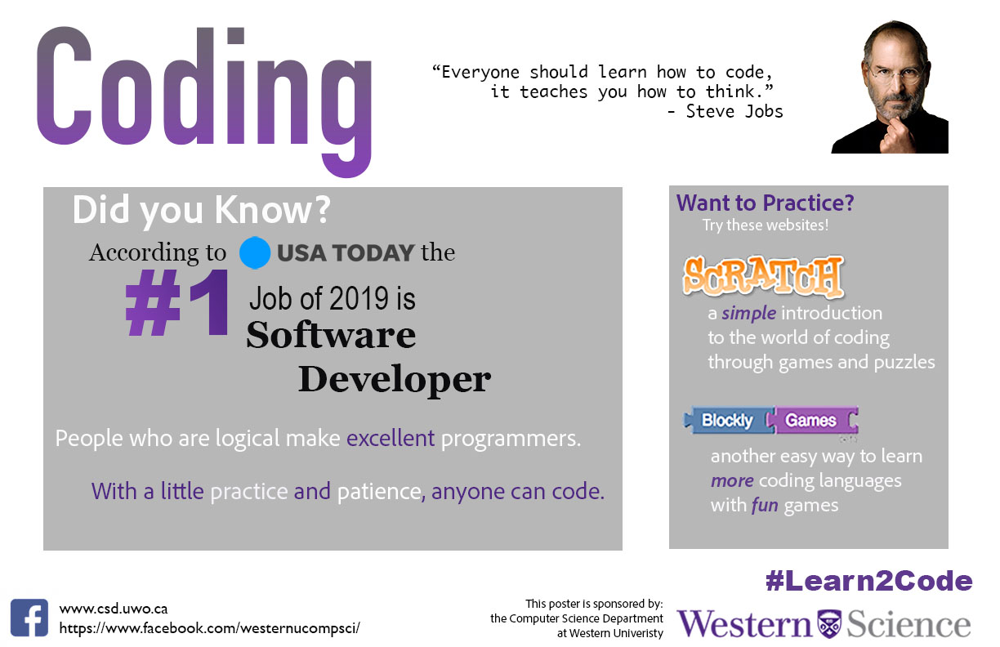 Coding
“Everyone should learn how to code,
it teaches you how to think.”
- Steve Jobs
Did you Know?
According to USA TODAY the
#1 Job of 2019 is
Software
Developer
People who are logical make excellent programmers.
With a little practice and patience, anyone can code.
Want to Practice?
Try these websites!
SCRATCH
a simple introduction
to the world of coding
through games and puzzles
Blockly Games
another easy way to learn
more coding languages
with fun games
#Learn2Code
f
www.csd.uwo.ca
https://www.facebook.com/westernucompsci/
This poster is sponsored by:
the Computer Science Department
at Western Univeristy
Western Science